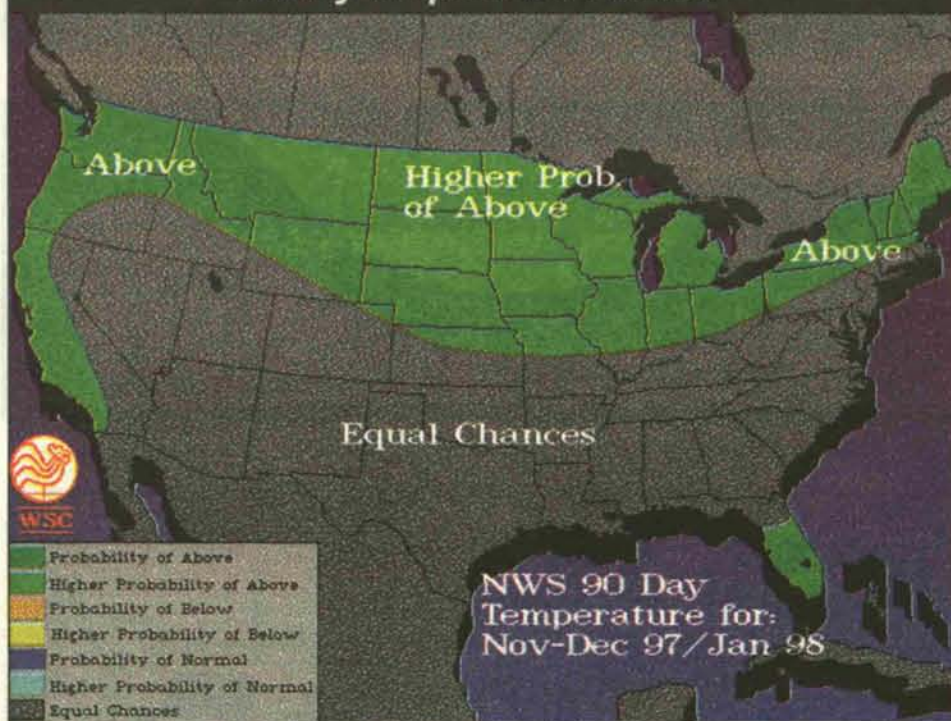 Above
Higher Prob.
of Above
Above
Equal Chances
WSC
Probability of Above
Higher Probability of Above
Probability of Below
Higher Probability of Below
Probability of Normal
Higher Probability of Normal
Equal Chances
NWS 90 Day
Temperature for:
Nov-Dec 97/Jan 98